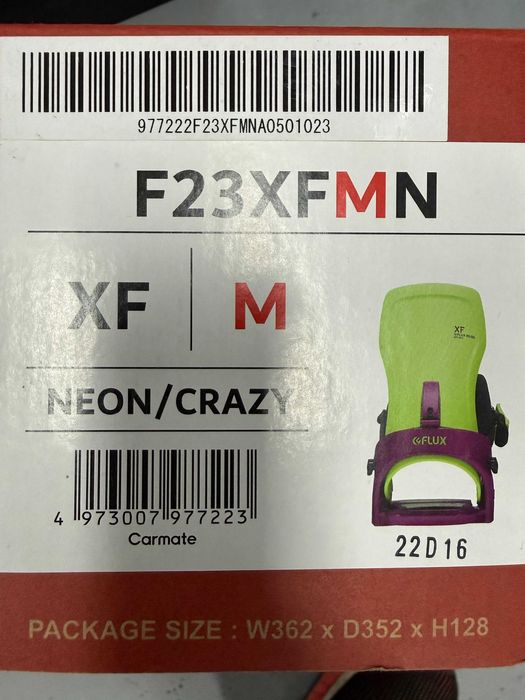 977222F23XFMNA0501023
F23XFMN
XF
M
XF
FLUX
NEON/CRAZY
4 973007 977223
Carmate
22D16
PACKAGE SIZE : W362 x D352 x H128